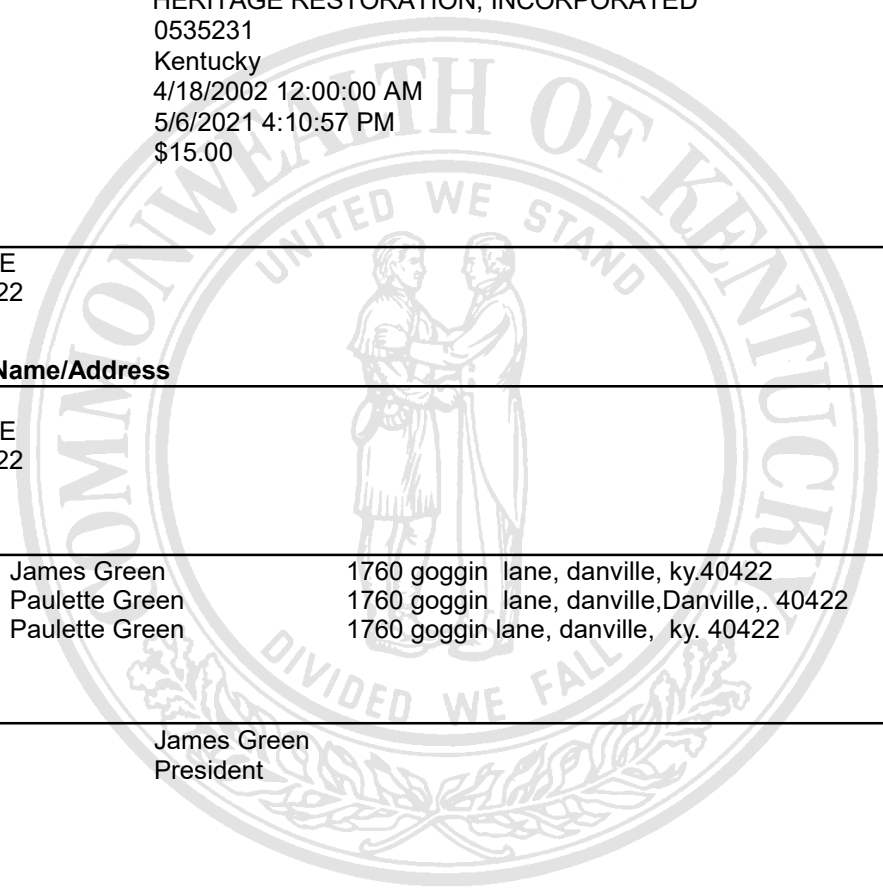 HERITAGE RESTORATION, INCORPORATED
0535231
Kentucky
4/18/2002 12:00:00 AM
5/6/2021 4:10:57 PM
$15.00
E
22
Name/Address
E
22
James Green 1760 goggin lane, danville, ky.40422
Paulette Green 1760 goggin lane, danville,Danville,. 40422
Paulette Green 1760 goggin lane, danville, ky. 40422
James Green
President
COMMONWEALTH OF KENTUCKY
UNITED WE STAND
DIVIDED WE FALL